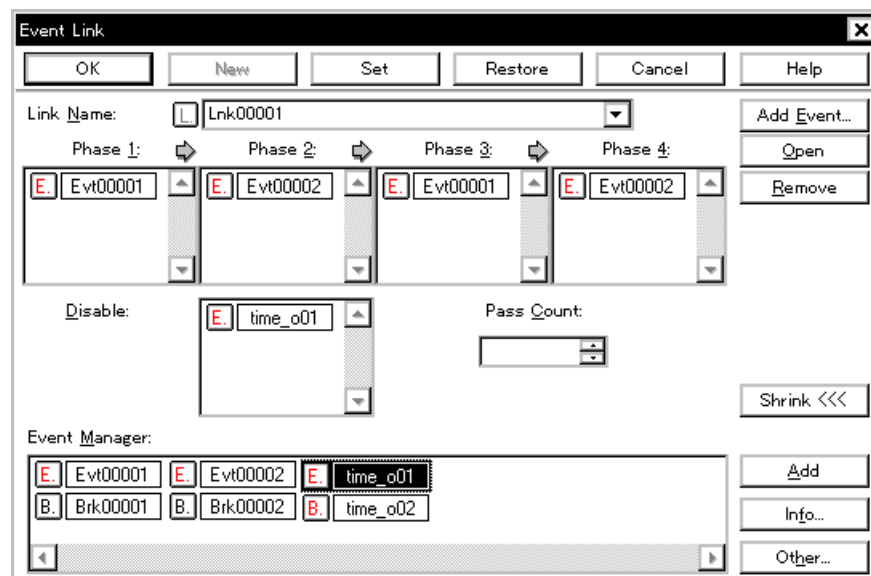 Event Link
OK New Set Restore Cancel Help
Link Name: L. Lnk00001 Add Event...
Phase 1: Phase 2: Phase 3: Phase 4: Open
E. Evt00001 E. Evt00002 E. Evt00001 E. Evt00002 Remove
Disable: E. time_o01 Pass Count:
Shrink <<<
Event Manager:
E. Evt00001 E. Evt00002 E. time_o01 Add
B. Brk00001 B. Brk00002 B. time_o02 Info...
Other...